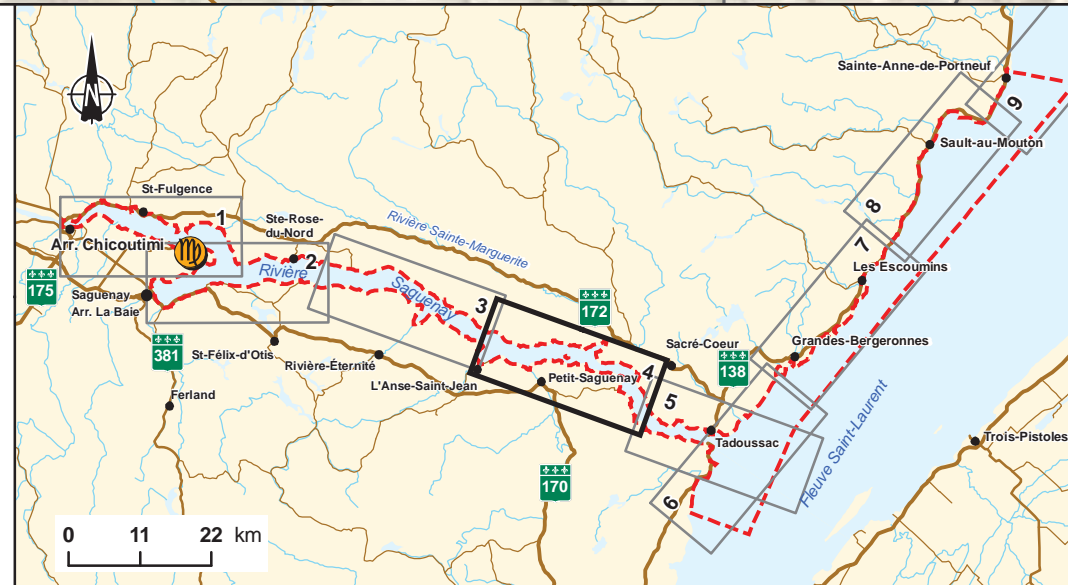 N
Sainte-Anne-de-Portneuf
9
Sault-au-Mouton
St-Fulgence
1
Ste-Rose-
du-Nord
8
Rivière Sainte-Marguerite
Arr. Chicoutimi
7
Rivière
2
Les Escoumins
175
Saguenay
Arr. La Baie
Saguenay
3
172
381
St-Félix-d'Otis
Rivière-Éternité
Sacré-Coeur
138
Grandes-Bergeronnes
L'Anse-Saint-Jean
Petit-Saguenay
4
5
Ferland
Tadoussac
Fleuve Saint-Laurent
Trois-Pistoles
170
6
0 11 22 km